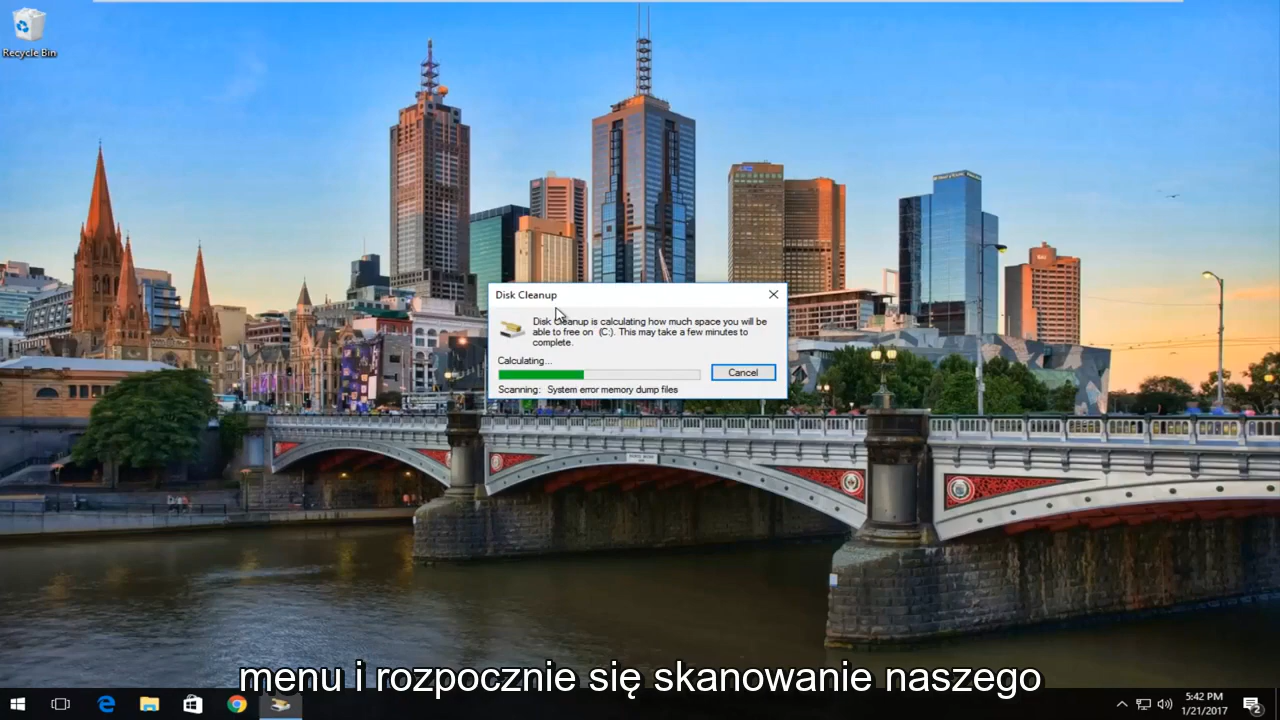 Recycle Bin
Disk Cleanup
Disk Cleanup is calculating how much space you will be
able to free on (C:). This may take a few minutes to
complete.
Calculating...
Cancel
Scanning: System error memory dump files
menu i rozpocznie się skanowanie naszego
5:42 PM
1/21/2017
2